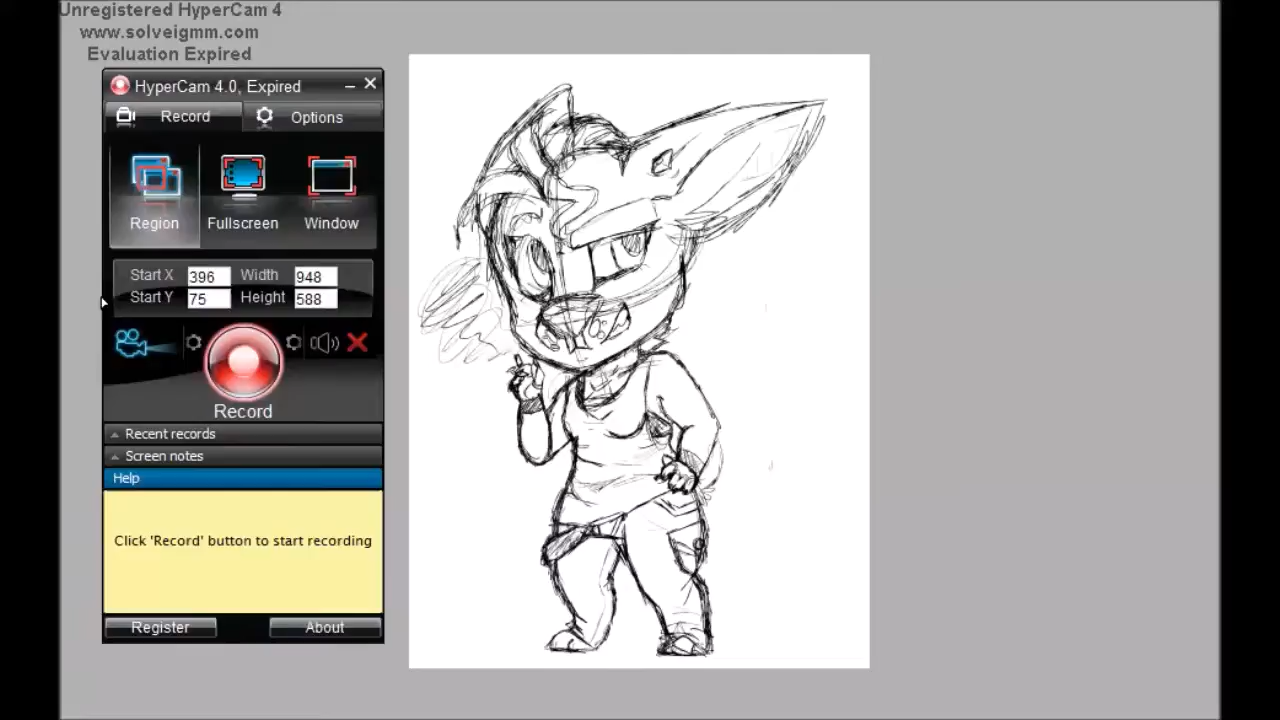 Unregistered HyperCam 4
www.solveigmm.com
Evaluation Expired
HyperCam 4.0, Expired
Record
Options
Region
Fullscreen
Window
Start X 396 Width 948
Start Y 75 Height 588
Record
Recent records
Screen notes
Help
Click 'Record' button to start recording
Register
About